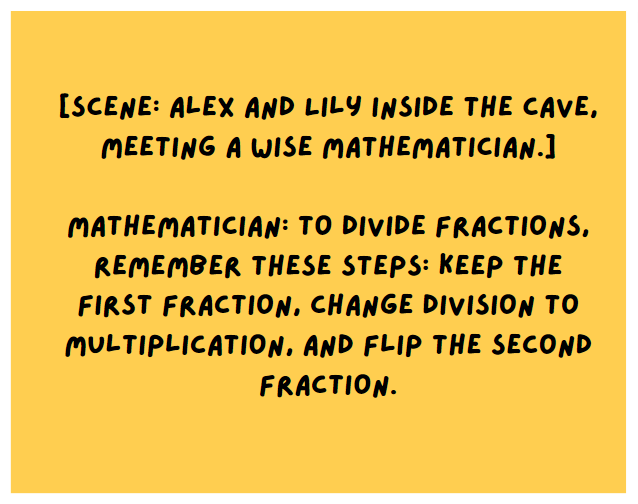 [SCENE: ALEX AND LILY INSIDE THE CAVE,
MEETING A WISE MATHEMATICIAN.]
MATHEMATICIAN: TO DIVIDE FRACTIONS,
REMEMBER THESE STEPS: KEEP THE
FIRST FRACTION, CHANGE DIVISION TO
MULTIPLICATION, AND FLIP THE SECOND
FRACTION.